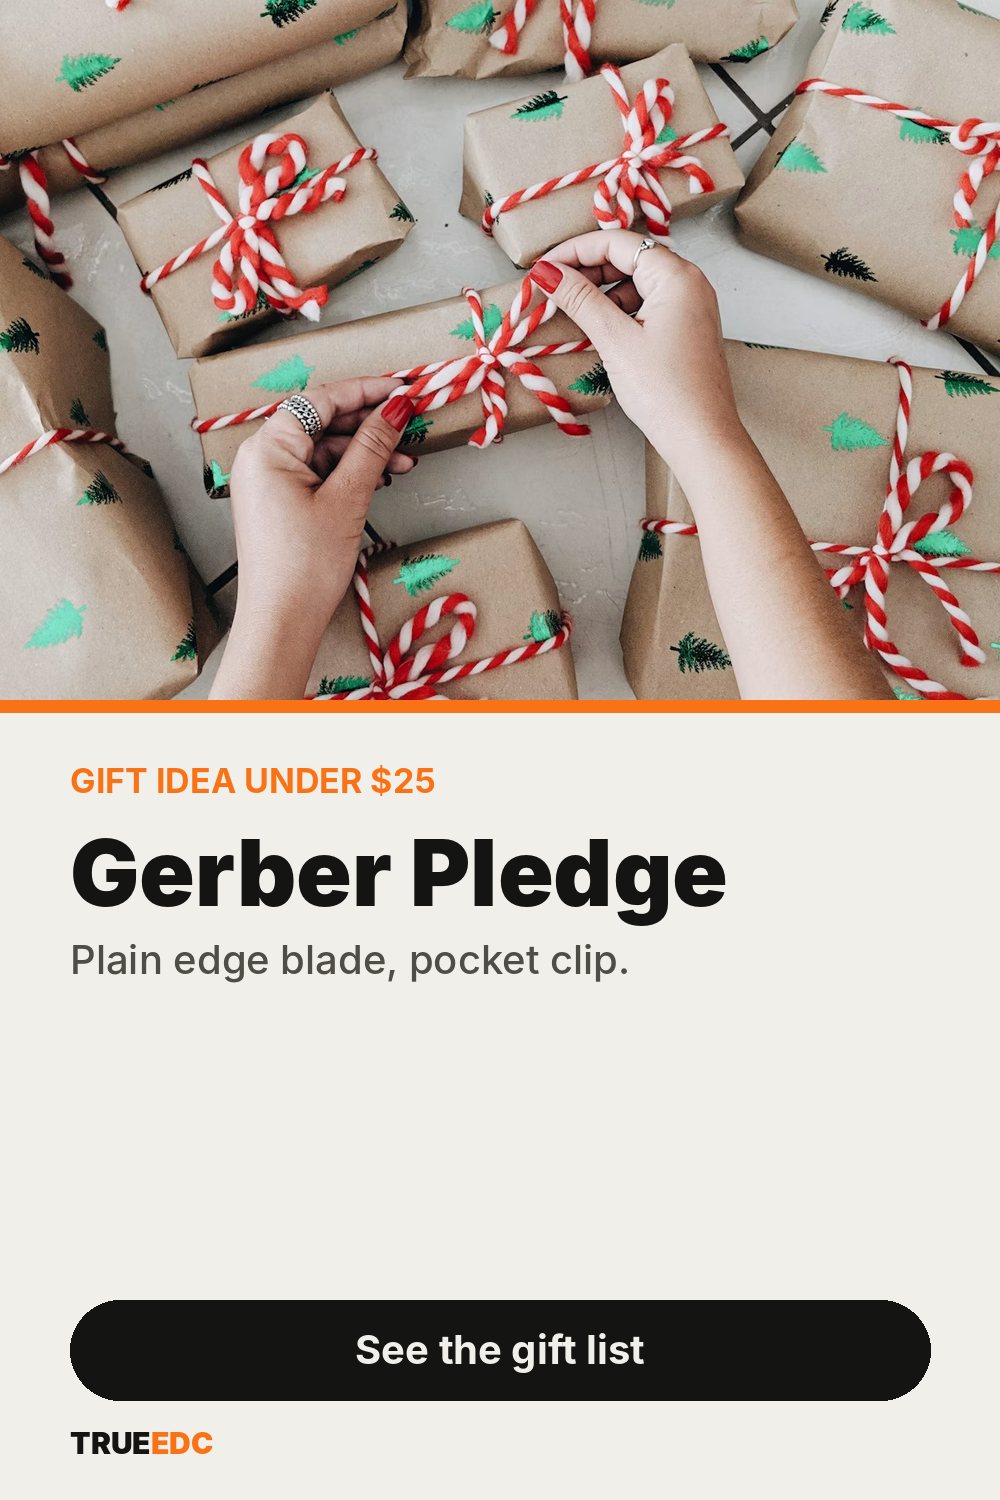 GIFT IDEA UNDER $25
Gerber Pledge
Plain edge blade, pocket clip.
See the gift list
TRUEEDC